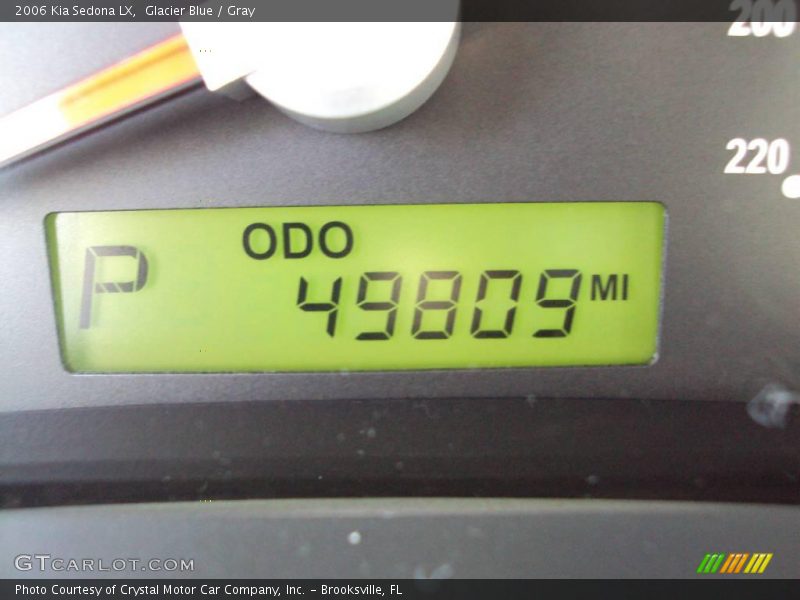 2006 Kia Sedona LX,  Glacier Blue / Gray
200
220
ODO
P
49809 MI
GTCARLOT.COM
Photo Courtesy of Crystal Motor Car Company, Inc. – Brooksville, FL